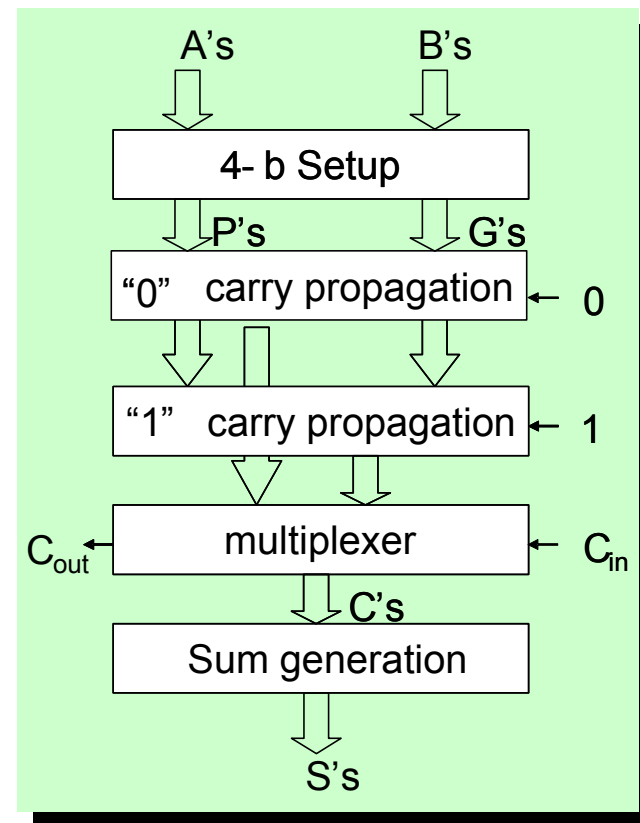 A's B's
4- b Setup
P's G's
“0” carry propagation 0
“1” carry propagation 1
Cout multiplexer Cin
C's
Sum generation
S's